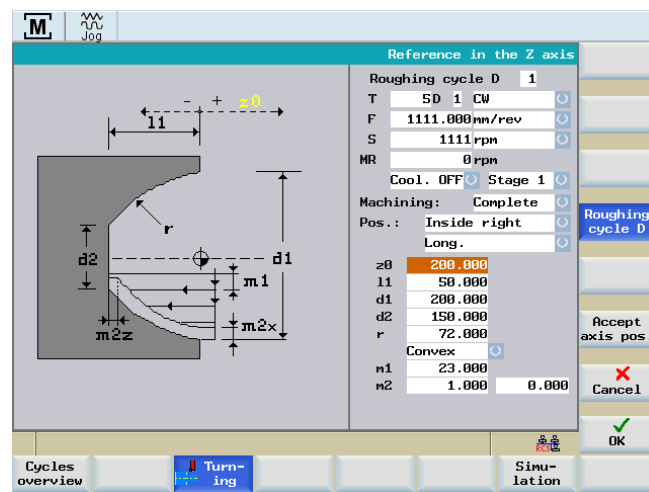 M
Jog
Reference in the Z axis
- + z0
l1
r
d2
d1
m1
m2x
m2z
Roughing cycle D 1
T 5 D 1 CW
F 1111.000 mm/rev
S 1111 rpm
MR 0 rpm
Cool. OFF Stage 1
Machining: Complete
Pos.: Inside right
Long.
z0 200.000
l1 50.000
d1 200.000
d2 150.000
r 72.000
Convex
m1 23.000
m2 1.000 0.000
Roughing
cycle D
Accept
axis pos
Cancel
OK
RCS
Cycles
overview
Turn-
ing
Simu-
lation